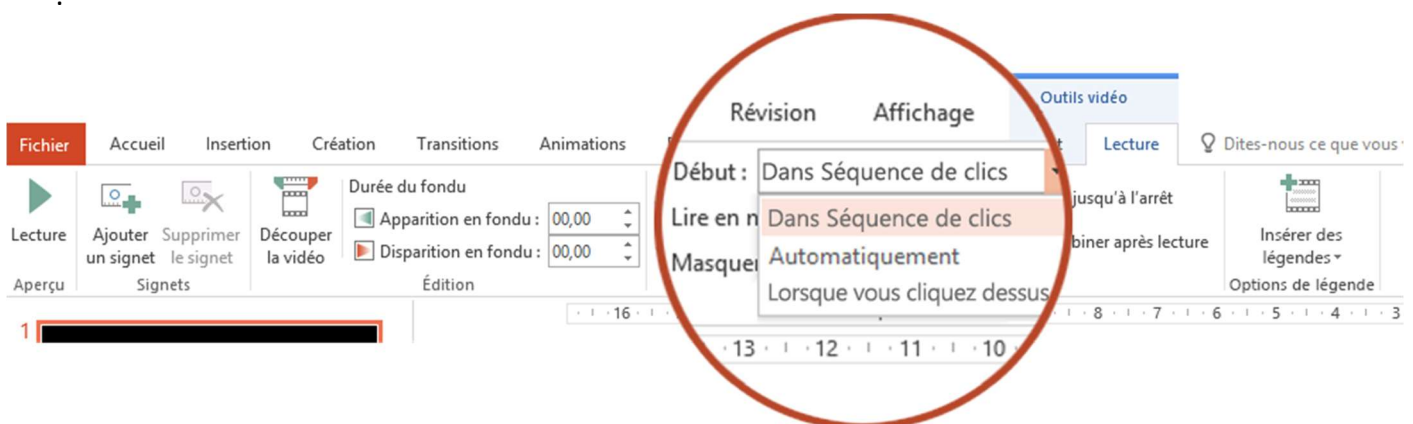 Outils vidéo
Fichier Accueil Insertion Création Transitions Animations Révision Affichage Lecture Dites-nous ce que vous
Début : Dans Séquence de clics
Dans Séquence de clics
Automatiquement
Lorsque vous cliquez dessus
Lire en
Masquer
jusqu'à l'arrêt
après lecture
Lecture
Aperçu
Ajouter un signet
Supprimer le signet
Signets
Découper la vidéo
Durée du fondu
Apparition en fondu : 00,00
Disparition en fondu : 00,00
Édition
Insérer des légendes
Options de légende
1
16
13 12 11 10
8 7 6 5 4 3